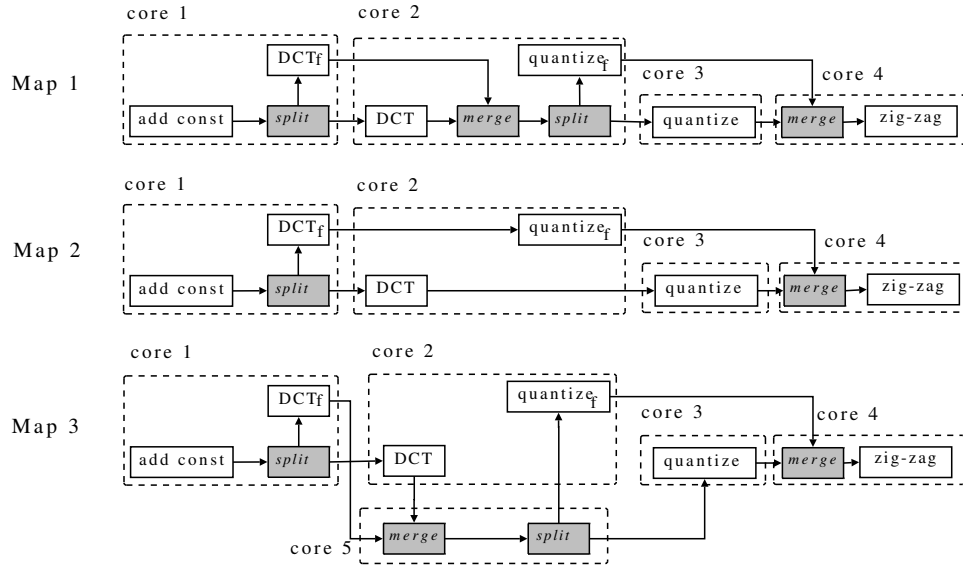 core 1
core 2
DCTf
quantizef
core 3
core 4
Map 1
add const
split
DCT
merge
split
quantize
merge
zig-zag
core 1
core 2
DCTf
quantizef
core 3
core 4
Map 2
add const
split
DCT
quantize
merge
zig-zag
core 1
core 2
DCTf
quantizef
core 3
core 4
Map 3
add const
split
DCT
quantize
merge
zig-zag
core 5
merge
split